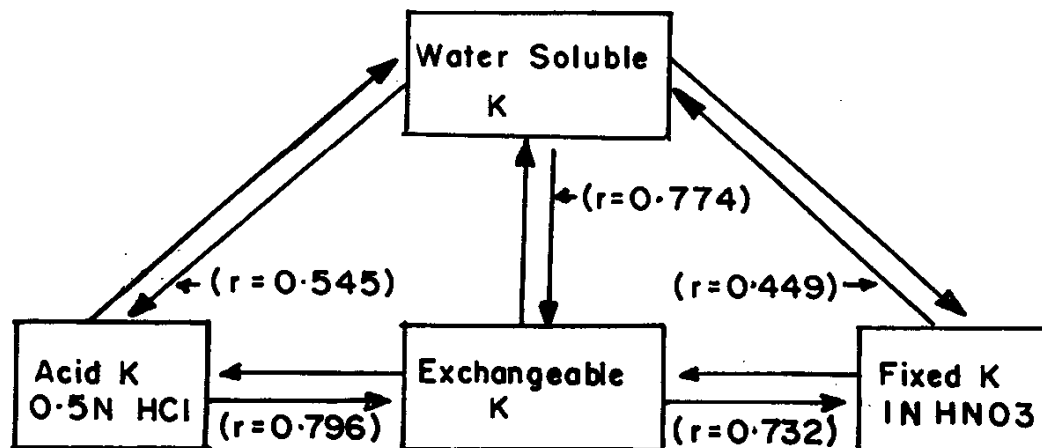 Water Soluble
K
(r=0.774)
(r=0.545)
(r=0.449)
Acid K
0.5N HCl
(r=0.796)
Exchangeable
K
(r=0.732)
Fixed K
1N HNO3